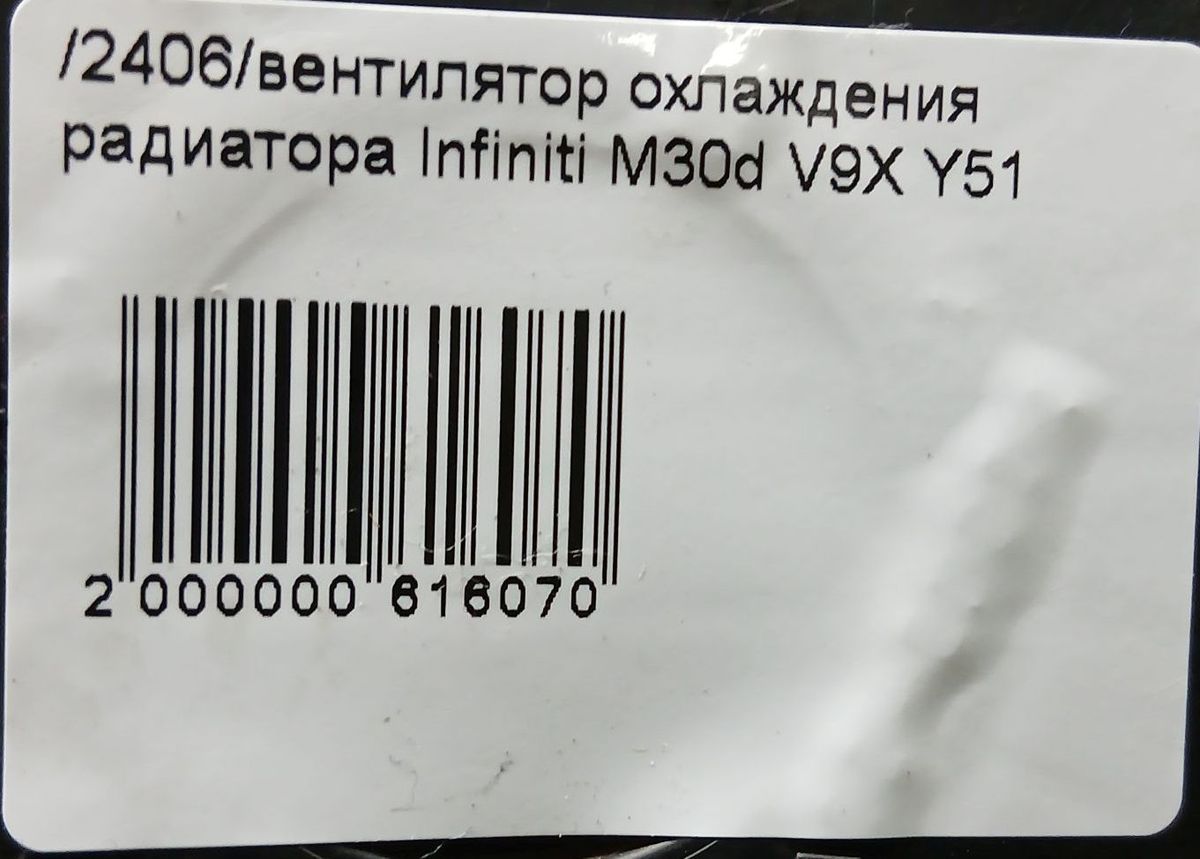 /2406/вентилятор охлаждения
радиатора Infiniti M30d V9X Y51
2 000000 616070